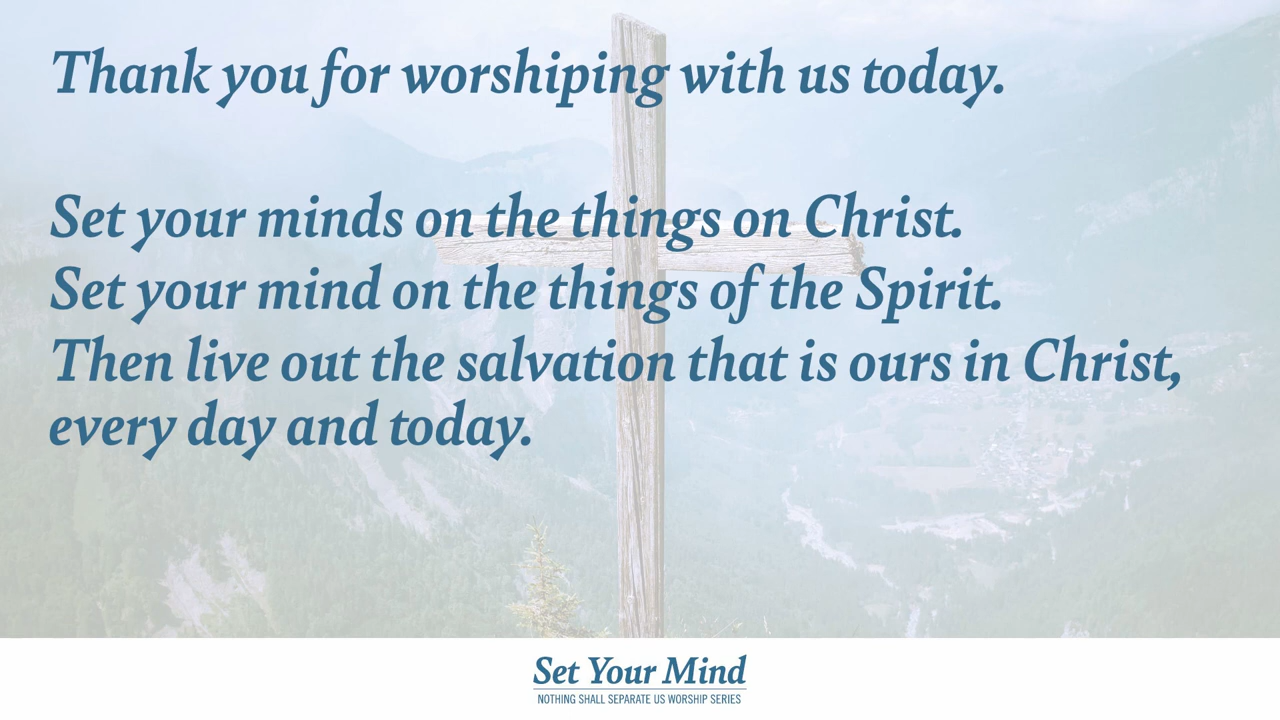 Thank you for worshiping with us today.
Set your minds on the things on Christ.
Set your mind on the things of the Spirit.
Then live out the salvation that is ours in Christ,
every day and today.
Set Your Mind
NOTHING SHALL SEPARATE US WORSHIP SERIES